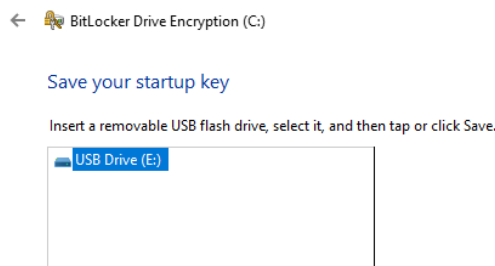 BitLocker Drive Encryption (C:)
Save your startup key
Insert a removable USB flash drive, select it, and then tap or click Save.
USB Drive (E:)